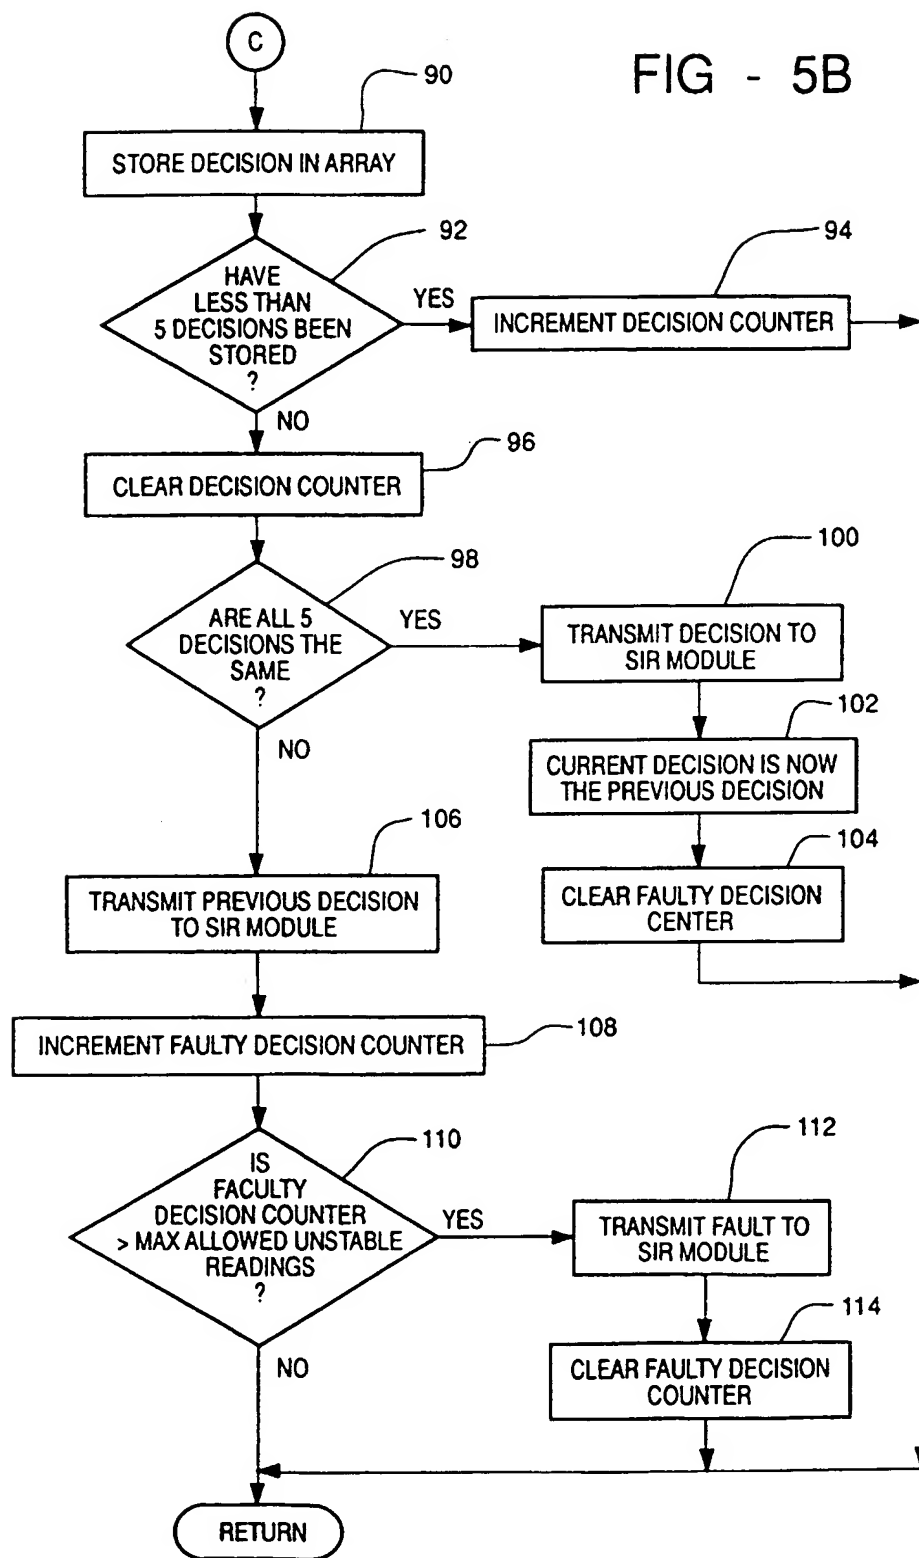 C
FIG - 5B
90
STORE DECISION IN ARRAY
92
HAVE
LESS THAN
5 DECISIONS BEEN
STORED
?
YES
94
INCREMENT DECISION COUNTER
NO
96
CLEAR DECISION COUNTER
98
ARE ALL 5
DECISIONS THE
SAME
?
YES
100
TRANSMIT DECISION TO
SIR MODULE
102
CURRENT DECISION IS NOW
THE PREVIOUS DECISION
104
CLEAR FAULTY DECISION
CENTER
NO
106
TRANSMIT PREVIOUS DECISION
TO SIR MODULE
108
INCREMENT FAULTY DECISION COUNTER
110
IS
FACULTY
DECISION COUNTER
> MAX ALLOWED UNSTABLE
READINGS
?
YES
112
TRANSMIT FAULT TO
SIR MODULE
114
CLEAR FAULTY DECISION
COUNTER
NO
RETURN